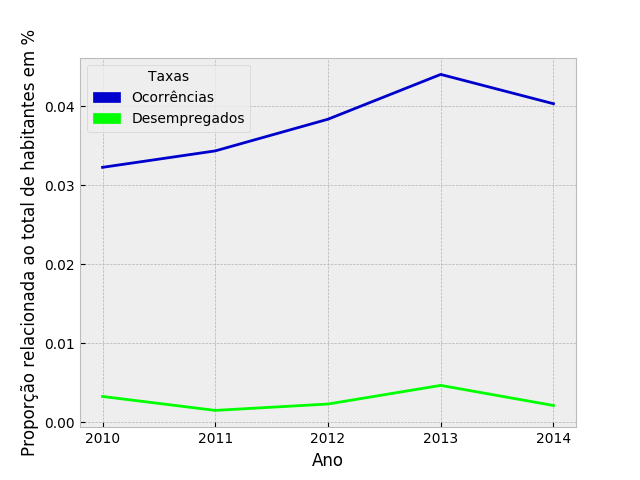 Proporção relacionada ao total de habitantes em %
Taxas
Ocorrências
Desempregados
0.04
0.03
0.02
0.01
0.00
2010 2011 2012 2013 2014
Ano